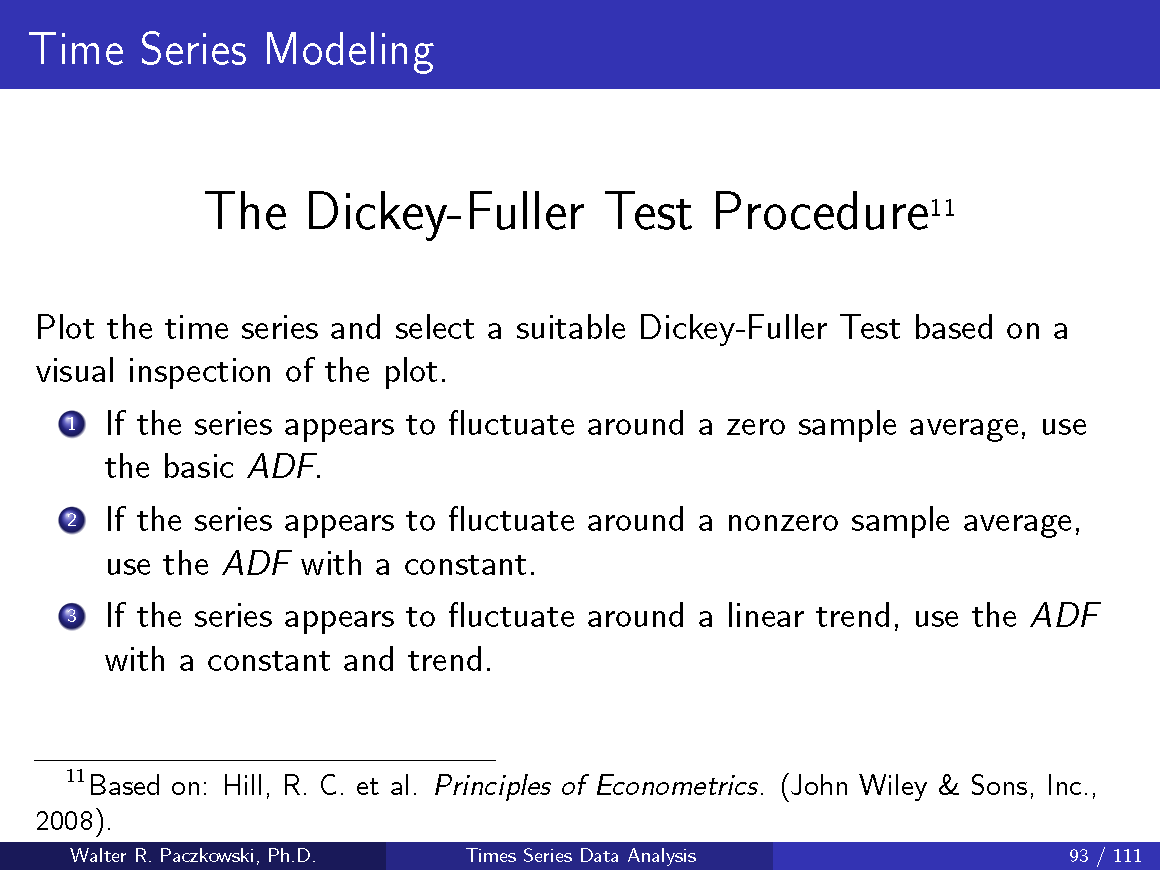 Time Series Modeling
The Dickey-Fuller Test Procedure11
Plot the time series and select a suitable Dickey-Fuller Test based on a
visual inspection of the plot.
1 If the series appears to fluctuate around a zero sample average, use
the basic ADF.
2 If the series appears to fluctuate around a nonzero sample average,
use the ADF with a constant.
3 If the series appears to fluctuate around a linear trend, use the ADF
with a constant and trend.
11Based on: Hill, R. C. et al. Principles of Econometrics. (John Wiley & Sons, Inc.,
2008).
Walter R. Paczkowski, Ph.D. Times Series Data Analysis 93 / 111